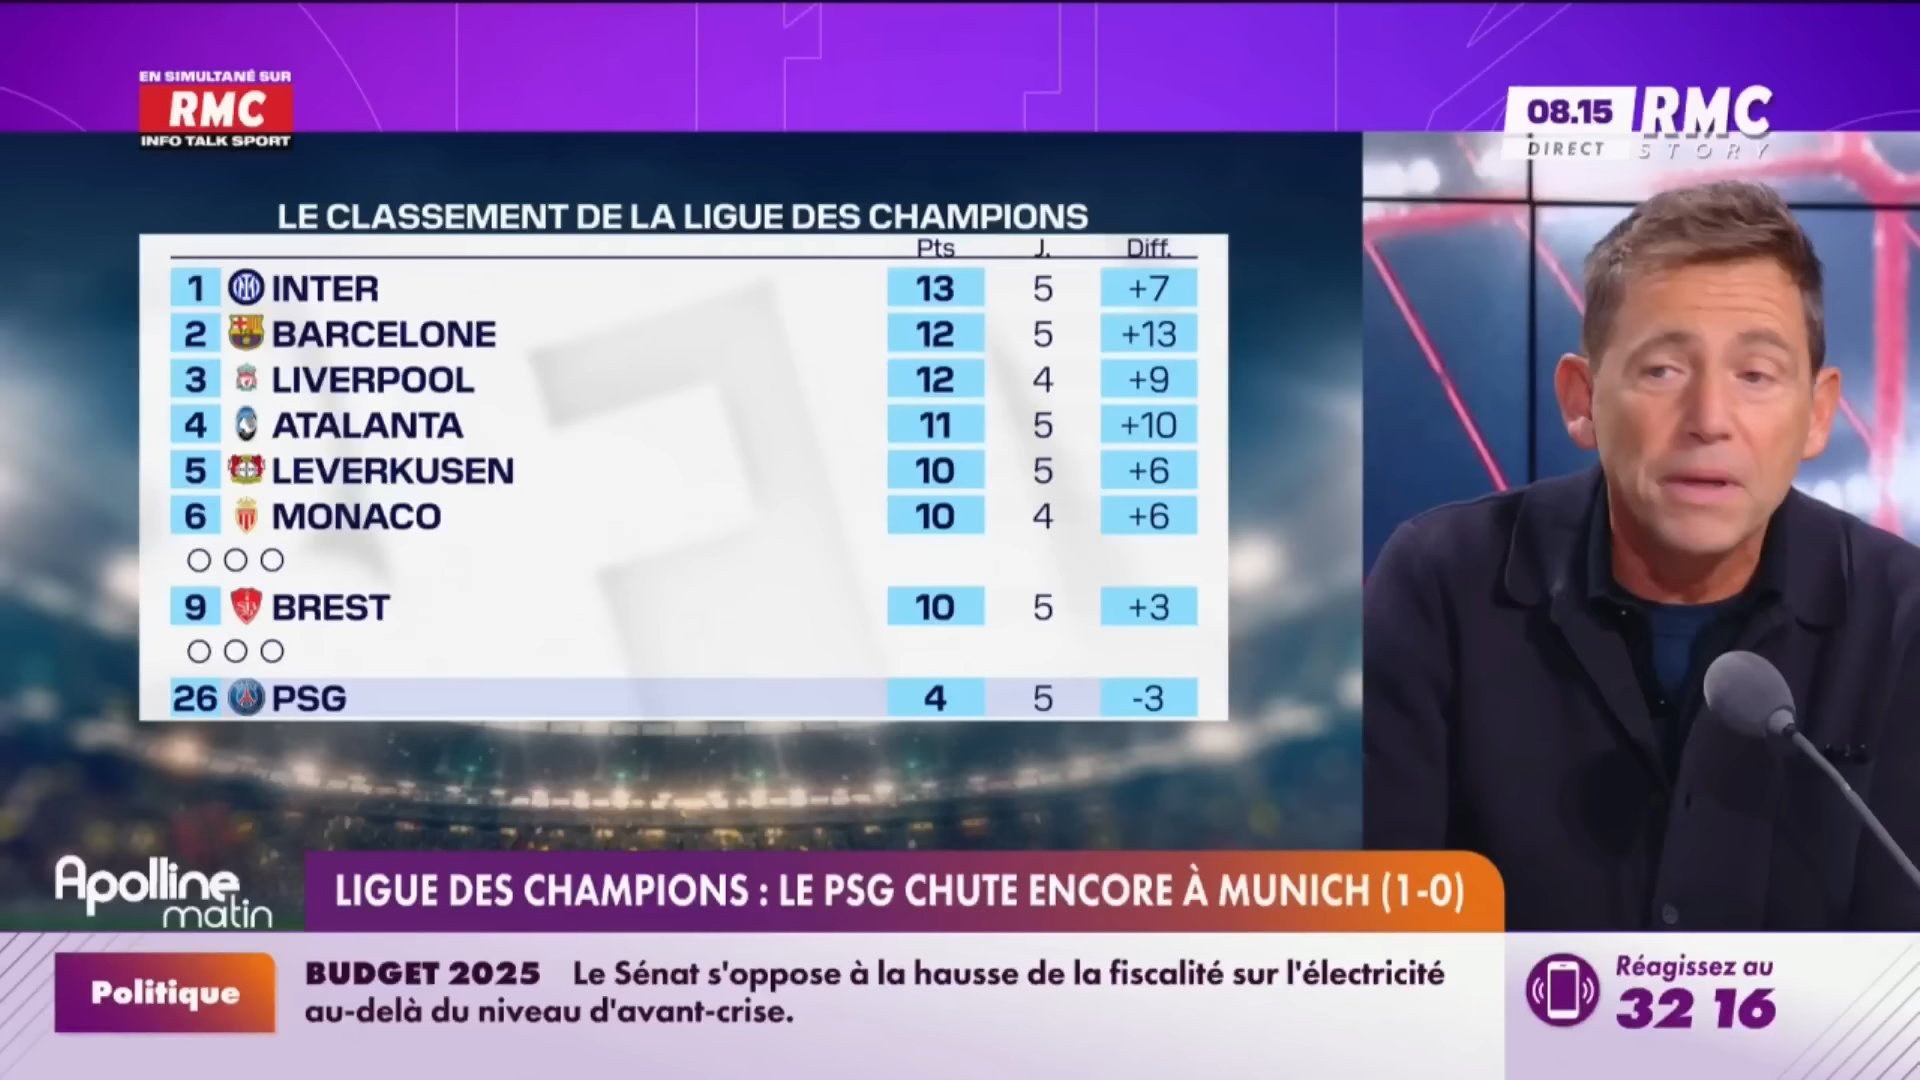 EN SIMULTANÉ SUR
RMC
INFO TALK SPORT
08.15
DIRECT
RMC
STORY
LE CLASSEMENT DE LA LIGUE DES CHAMPIONS
Pts J. Diff.
1 INTER 13 5 +7
2 BARCELONE 12 5 +13
3 LIVERPOOL 12 4 +9
4 ATALANTA 11 5 +10
5 LEVERKUSEN 10 5 +6
6 MONACO 10 4 +6
9 BREST 10 5 +3
26 PSG 4 5 -3
Apolline
matin
LIGUE DES CHAMPIONS : LE PSG CHUTE ENCORE À MUNICH (1-0)
Politique
BUDGET 2025 Le Sénat s'oppose à la hausse de la fiscalité sur l'électricité
au-delà du niveau d'avant-crise.
Réagissez au
32 16